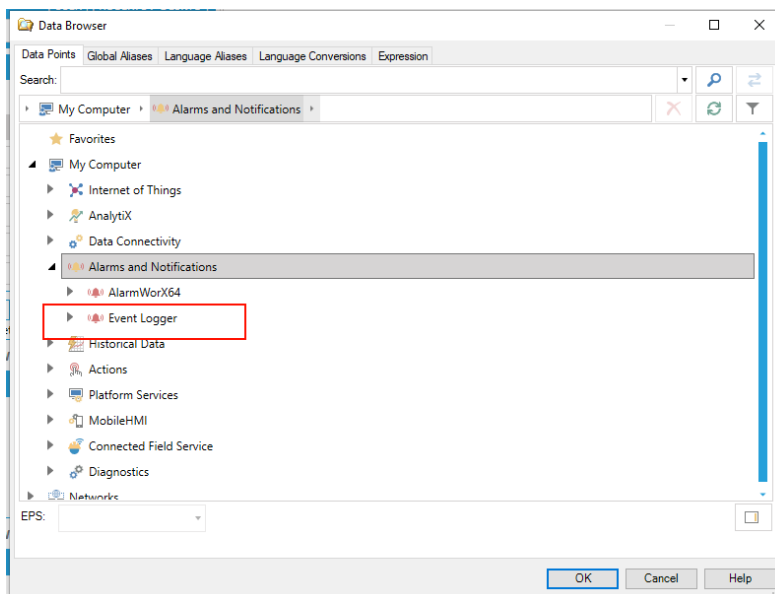 Data Browser
Data Points Global Aliases Language Aliases Language Conversions Expression
Search:
My Computer Alarms and Notifications
Favorites
My Computer
Internet of Things
AnalytiX
Data Connectivity
Alarms and Notifications
AlarmWorX64
Event Logger
Historical Data
Actions
Platform Services
MobileHMI
Connected Field Service
Diagnostics
Networks
EPS:
OK Cancel Help